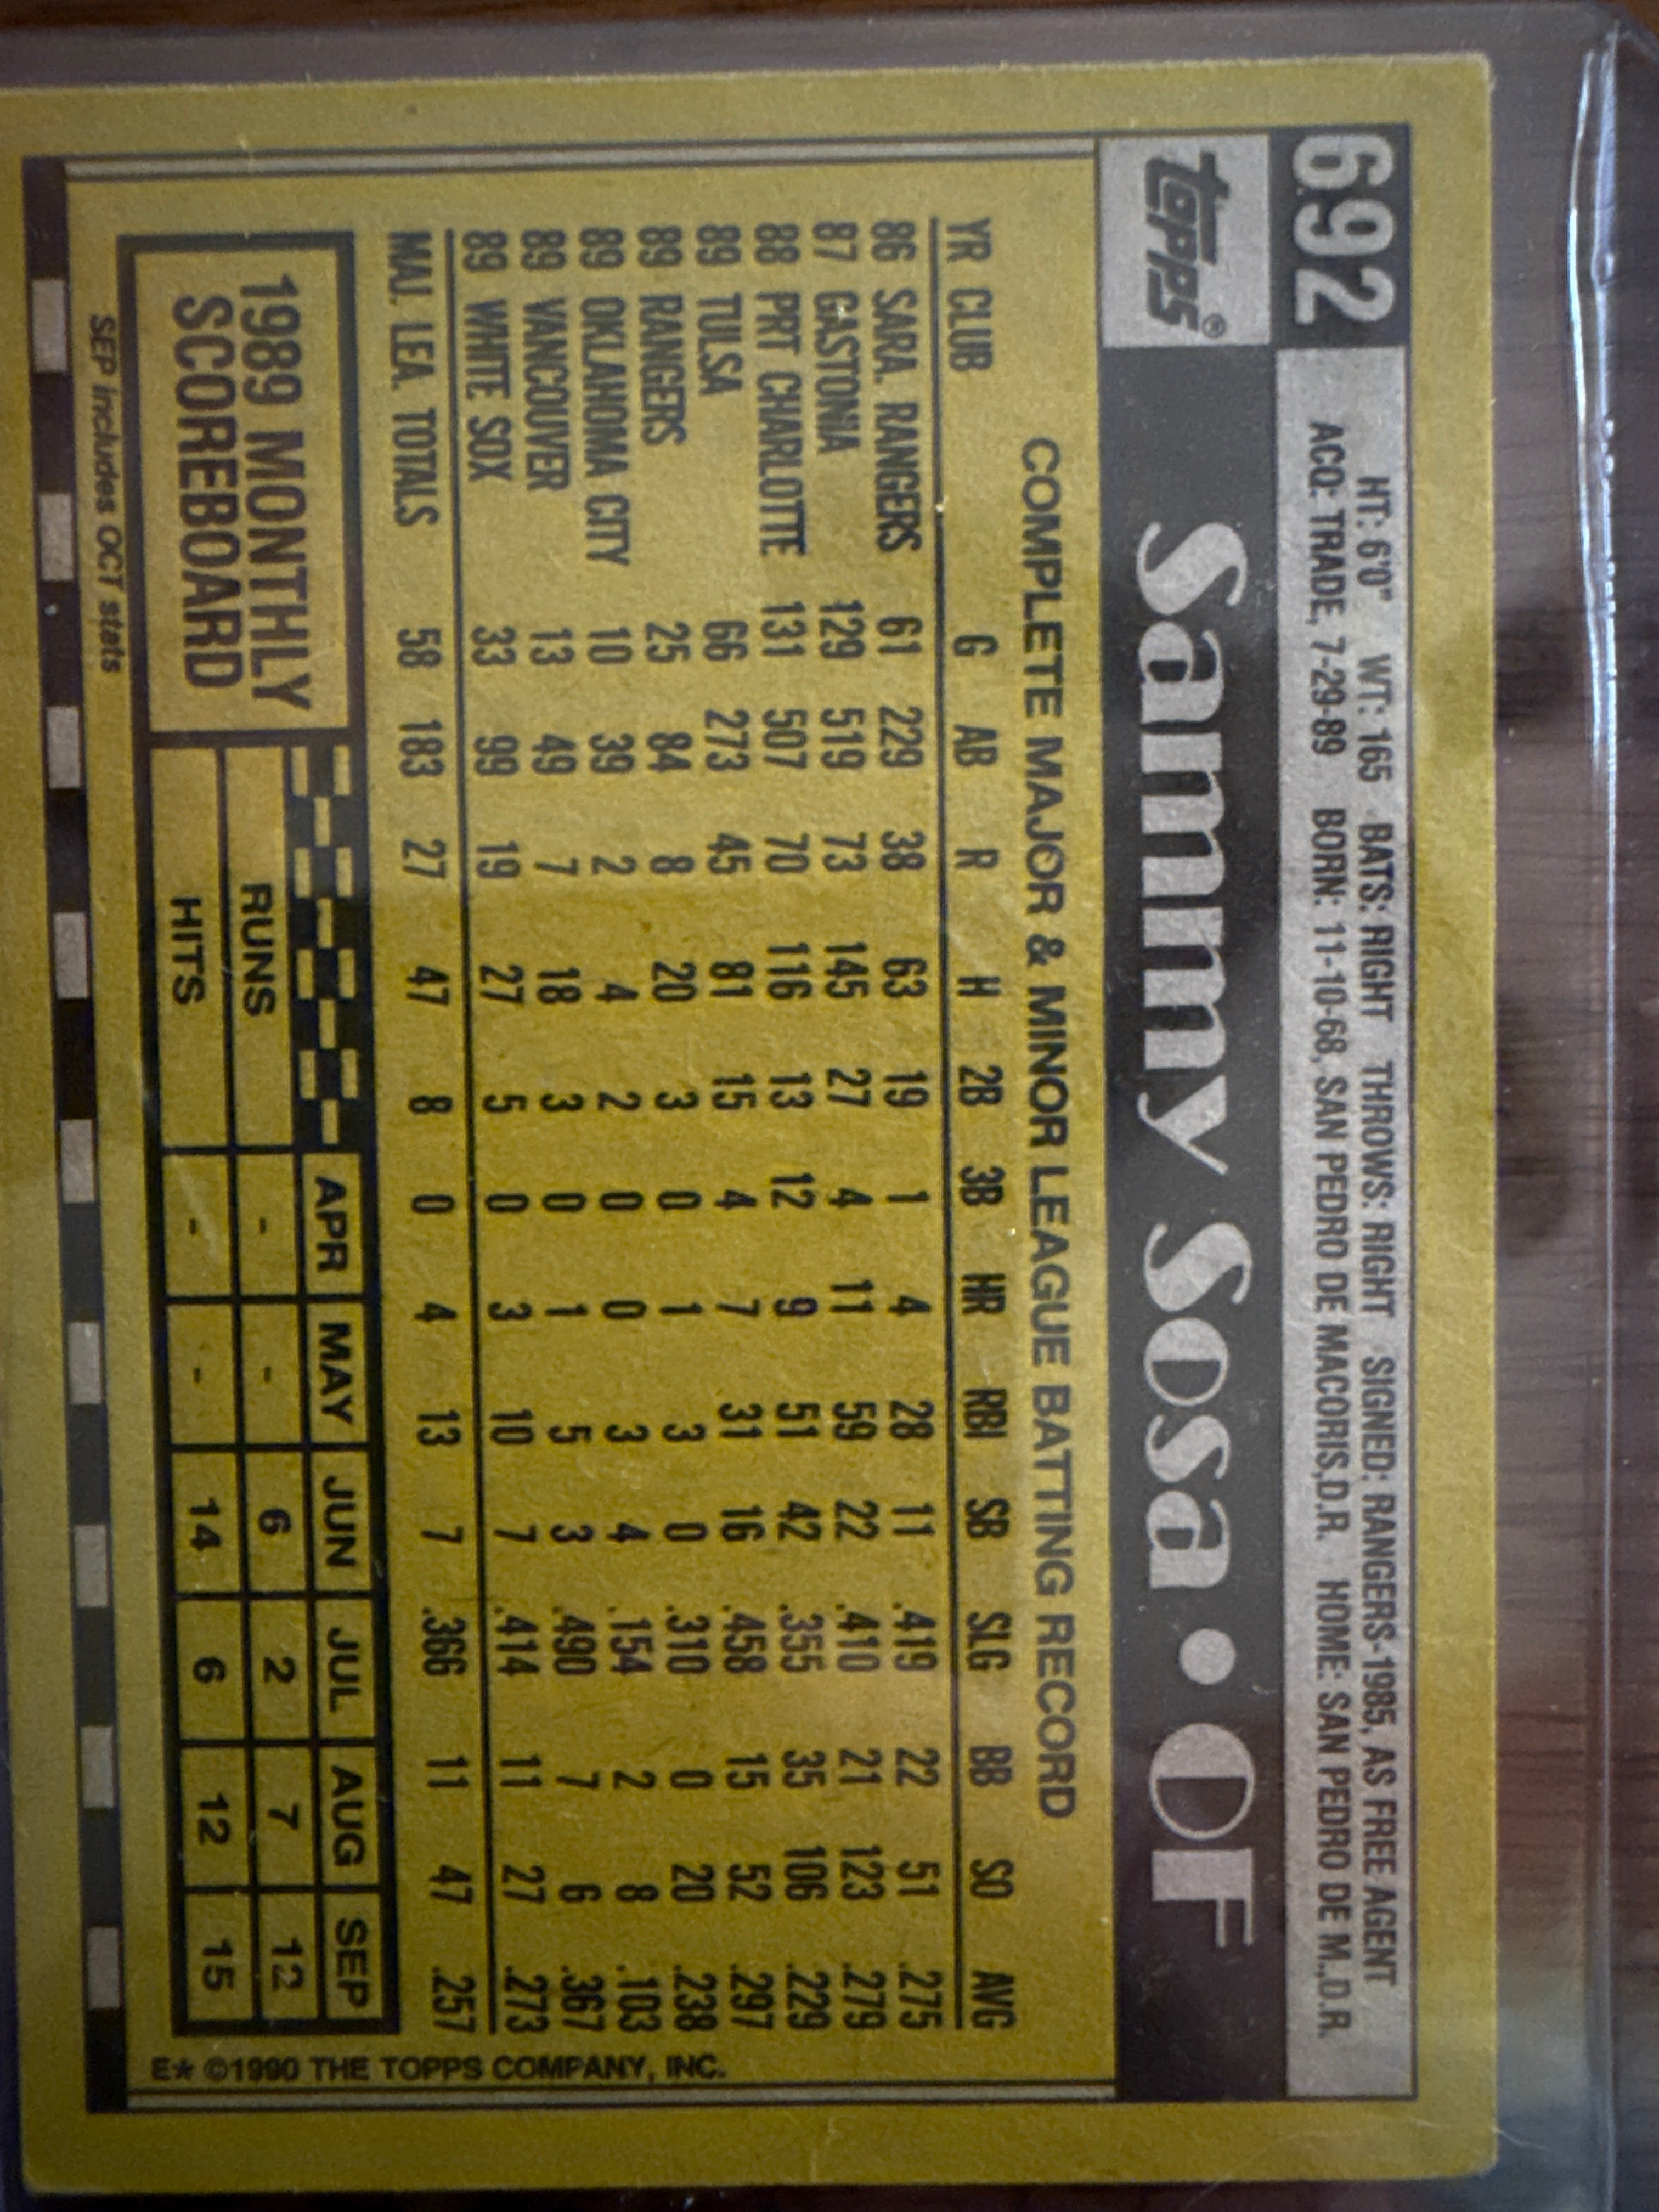 692
HT: 6'0" WT: 165 BATS: RIGHT THROWS: RIGHT SIGNED: RANGERS-1985, AS FREE AGENT
ACQ: TRADE, 7-29-89 BORN: 11-10-68, SAN PEDRO DE MACORIS,D.R. HOME: SAN PEDRO DE M.,D.R.
TOPPS®
Sammy Sosa • OF
COMPLETE MAJOR & MINOR LEAGUE BATTING RECORD
YR CLUB G AB R H 2B 3B HR RBI SB SLG BB SO AVG
86 SARA. RANGERS 61 229 38 63 19 1 4 28 11 .419 22 51 .275
87 GASTONIA 129 519 73 145 27 4 11 59 22 .410 21 123 .279
88 PRT CHARLOTTE 131 507 70 116 13 12 9 51 42 .355 35 106 .229
89 TULSA 66 273 45 81 15 4 7 31 16 .458 15 52 .297
89 RANGERS 25 84 8 20 3 0 1 3 0 .310 0 20 .238
89 OKLAHOMA CITY 10 39 2 4 2 0 0 3 4 .154 2 8 .103
89 VANCOUVER 13 49 7 18 3 0 1 5 3 .490 7 6 .367
89 WHITE SOX 33 99 19 27 5 0 3 10 7 .414 11 27 .273
MAJ. LEA. TOTALS 58 183 27 47 8 0 4 13 7 .366 11 47 .257
1989 MONTHLY
SCOREBOARD
APR MAY JUN JUL AUG SEP
RUNS - - 6 2 7 12
HITS - - 14 6 12 15
SEP includes OCT stats
E* ©1990 THE TOPPS COMPANY, INC.